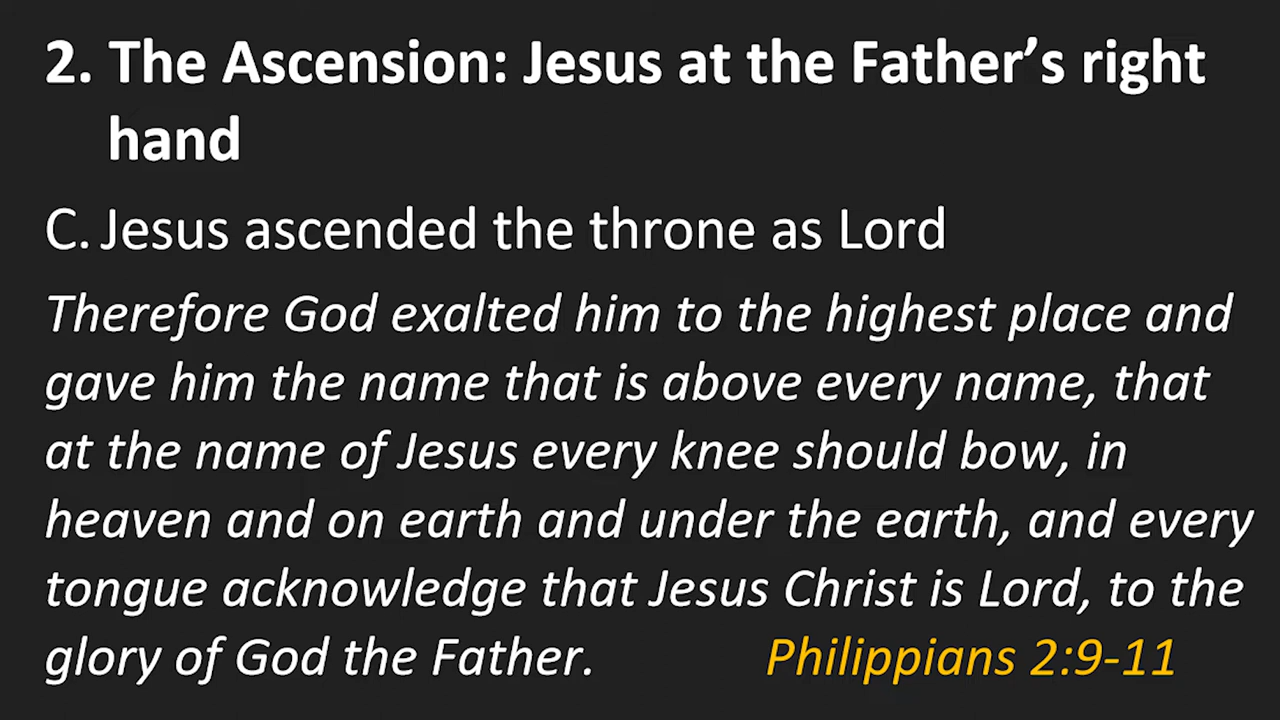 2. The Ascension: Jesus at the Father’s right
hand
C. Jesus ascended the throne as Lord
Therefore God exalted him to the highest place and
gave him the name that is above every name, that
at the name of Jesus every knee should bow, in
heaven and on earth and under the earth, and every
tongue acknowledge that Jesus Christ is Lord, to the
glory of God the Father. Philippians 2:9-11